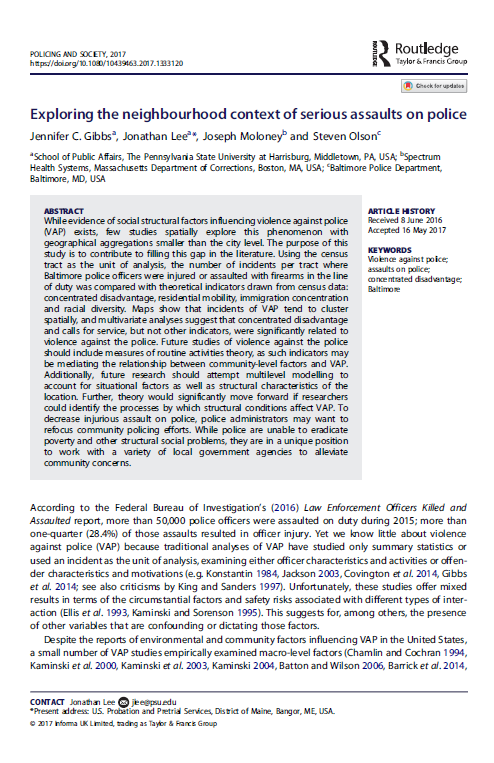 POLICING AND SOCIETY, 2017
https://doi.org/10.1080/10439463.2017.1333120
ROUTLEDGE
Routledge
Taylor & Francis Group
Check for updates
Exploring the neighbourhood context of serious assaults on police
Jennifer C. Gibbsa, Jonathan Leea*, Joseph Moloneyb and Steven Olsonc
aSchool of Public Affairs, The Pennsylvania State University at Harrisburg, Middletown, PA, USA; bSpectrum
Health Systems, Massachusetts Department of Corrections, Boston, MA, USA; cBaltimore Police Department,
Baltimore, MD, USA
ABSTRACT
While evidence of social structural factors influencing violence against police
(VAP) exists, few studies spatially explore this phenomenon with
geographical aggregations smaller than the city level. The purpose of this
study is to contribute to filling this gap in the literature. Using the census
tract as the unit of analysis, the number of incidents per tract where
Baltimore police officers were injured or assaulted with firearms in the line
of duty was compared with theoretical indicators drawn from census data:
concentrated disadvantage, residential mobility, immigration concentration
and racial diversity. Maps show that incidents of VAP tend to cluster
spatially, and multivariate analyses suggest that concentrated disadvantage
and calls for service, but not other indicators, were significantly related to
violence against the police. Future studies of violence against the police
should include measures of routine activities theory, as such indicators may
be mediating the relationship between community-level factors and VAP.
Additionally, future research should attempt multilevel modelling to
account for situational factors as well as structural characteristics of the
location. Further, theory would significantly move forward if researchers
could identify the processes by which structural conditions affect VAP. To
decrease injurious assault on police, police administrators may want to
refocus community policing efforts. While police are unable to eradicate
poverty and other structural social problems, they are in a unique position
to work with a variety of local government agencies to alleviate
community concerns.
ARTICLE HISTORY
Received 8 June 2016
Accepted 16 May 2017
KEYWORDS
Violence against police;
assaults on police;
concentrated disadvantage;
Baltimore
According to the Federal Bureau of Investigation's (2016) Law Enforcement Officers Killed and
Assaulted report, more than 50,000 police officers were assaulted on duty during 2015; more than
one-quarter (28.4%) of those assaults resulted in officer injury. Yet we know little about violence
against police (VAP) because traditional analyses of VAP have studied only summary statistics or
used an incident as the unit of analysis, examining either officer characteristics and activities or offen-
der characteristics and motivations (e.g. Konstantin 1984, Jackson 2003, Covington et al. 2014, Gibbs
et al. 2014; see also criticisms by King and Sanders 1997). Unfortunately, these studies offer mixed
results in terms of the circumstantial factors and safety risks associated with different types of inter-
action (Ellis et al. 1993, Kaminski and Sorenson 1995). This suggests for, among others, the presence
of other variables that are confounding or dictating those factors.
Despite the reports of environmental and community factors influencing VAP in the United States,
a small number of VAP studies empirically examined macro-level factors (Chamlin and Cochran 1994,
Kaminski et al. 2000, Kaminski et al. 2003, Kaminski 2004, Batton and Wilson 2006, Barrick et al. 2014,
CONTACT Jonathan Lee jlee@psu.edu
*Present address: U.S. Probation and Pretrial Services, District of Maine, Bangor, ME, USA.
© 2017 Informa UK Limited, trading as Taylor & Francis Group